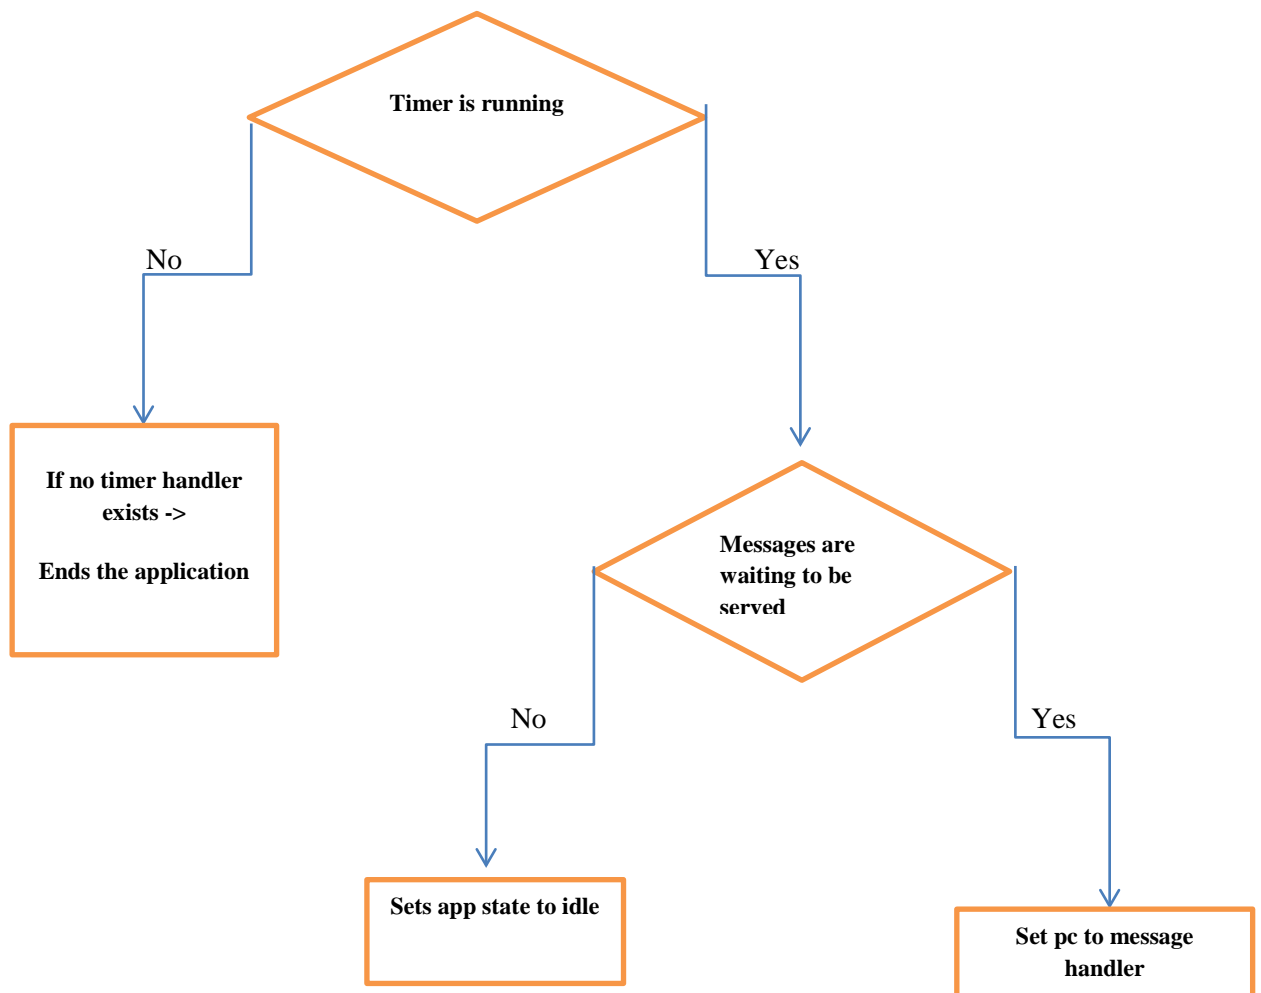 Timer is running
No
Yes
If no timer handler
exists ->
Ends the application
Messages are
waiting to be
served
No
Yes
Sets app state to idle
Set pc to message
handler